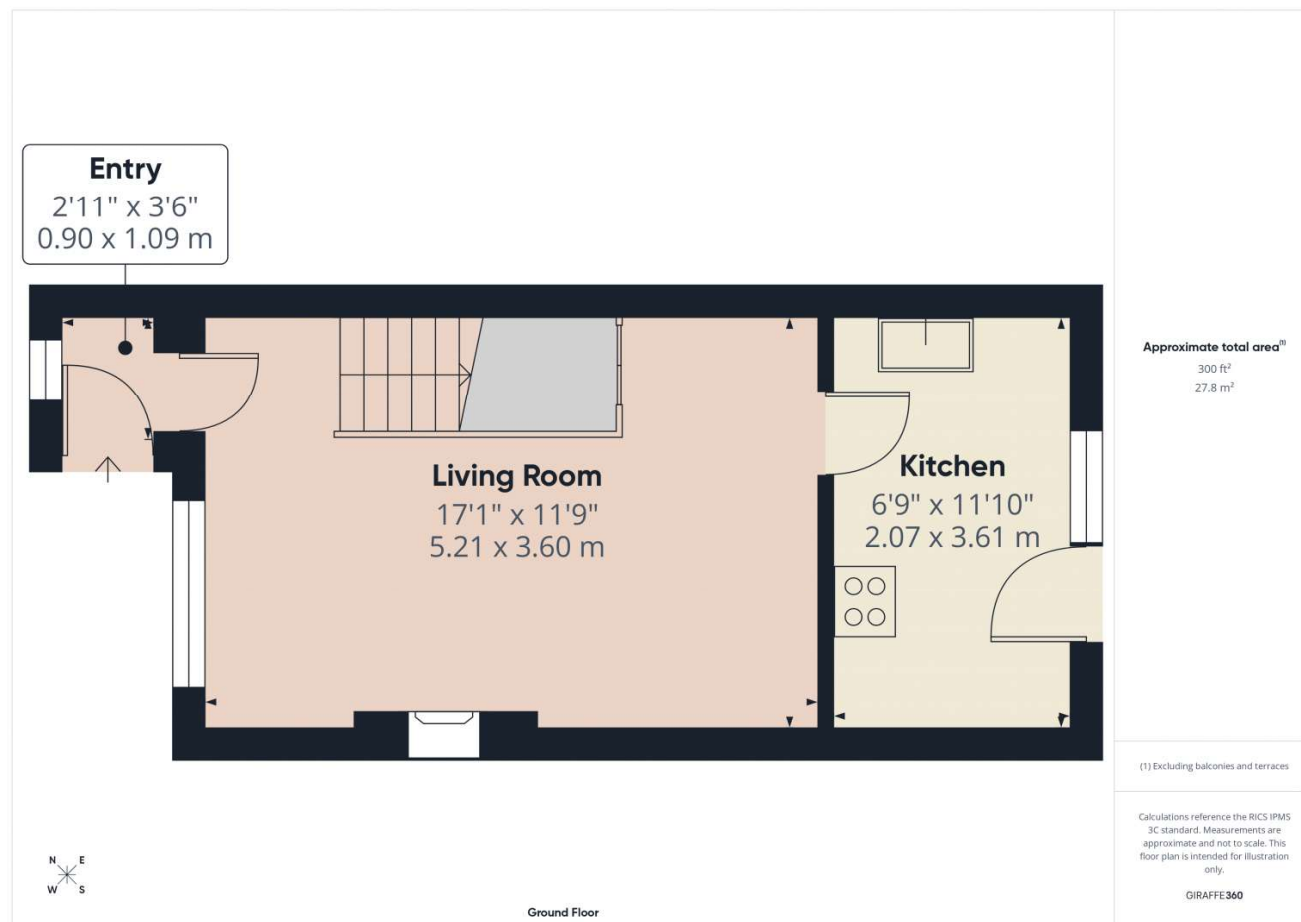 Entry
2'11" x 3'6"
0.90 x 1.09 m
Living Room
17'1" x 11'9"
5.21 x 3.60 m
Kitchen
6'9" x 11'10"
2.07 x 3.61 m
Approximate total area(1)
300 ft²
27.8 m²
(1) Excluding balconies and terraces
Calculations reference the RICS IPMS
3C standard. Measurements are
approximate and not to scale. This
floor plan is intended for illustration
only.
GIRAFFE360
N E
W S
Ground Floor